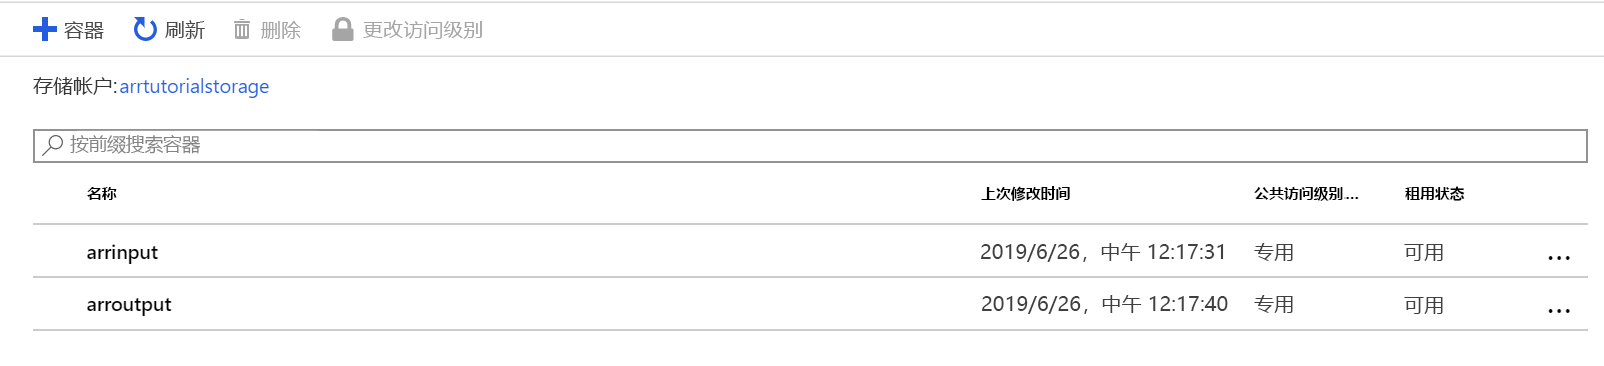 容器 刷新 删除 更改访问级别
存储帐户:arrtutorialstorage
按前缀搜索容器
名称 上次修改时间 公共访问级别... 租用状态
arrinput 2019/6/26，中午 12:17:31 专用 可用 ...
arroutput 2019/6/26，中午 12:17:40 专用 可用 ...